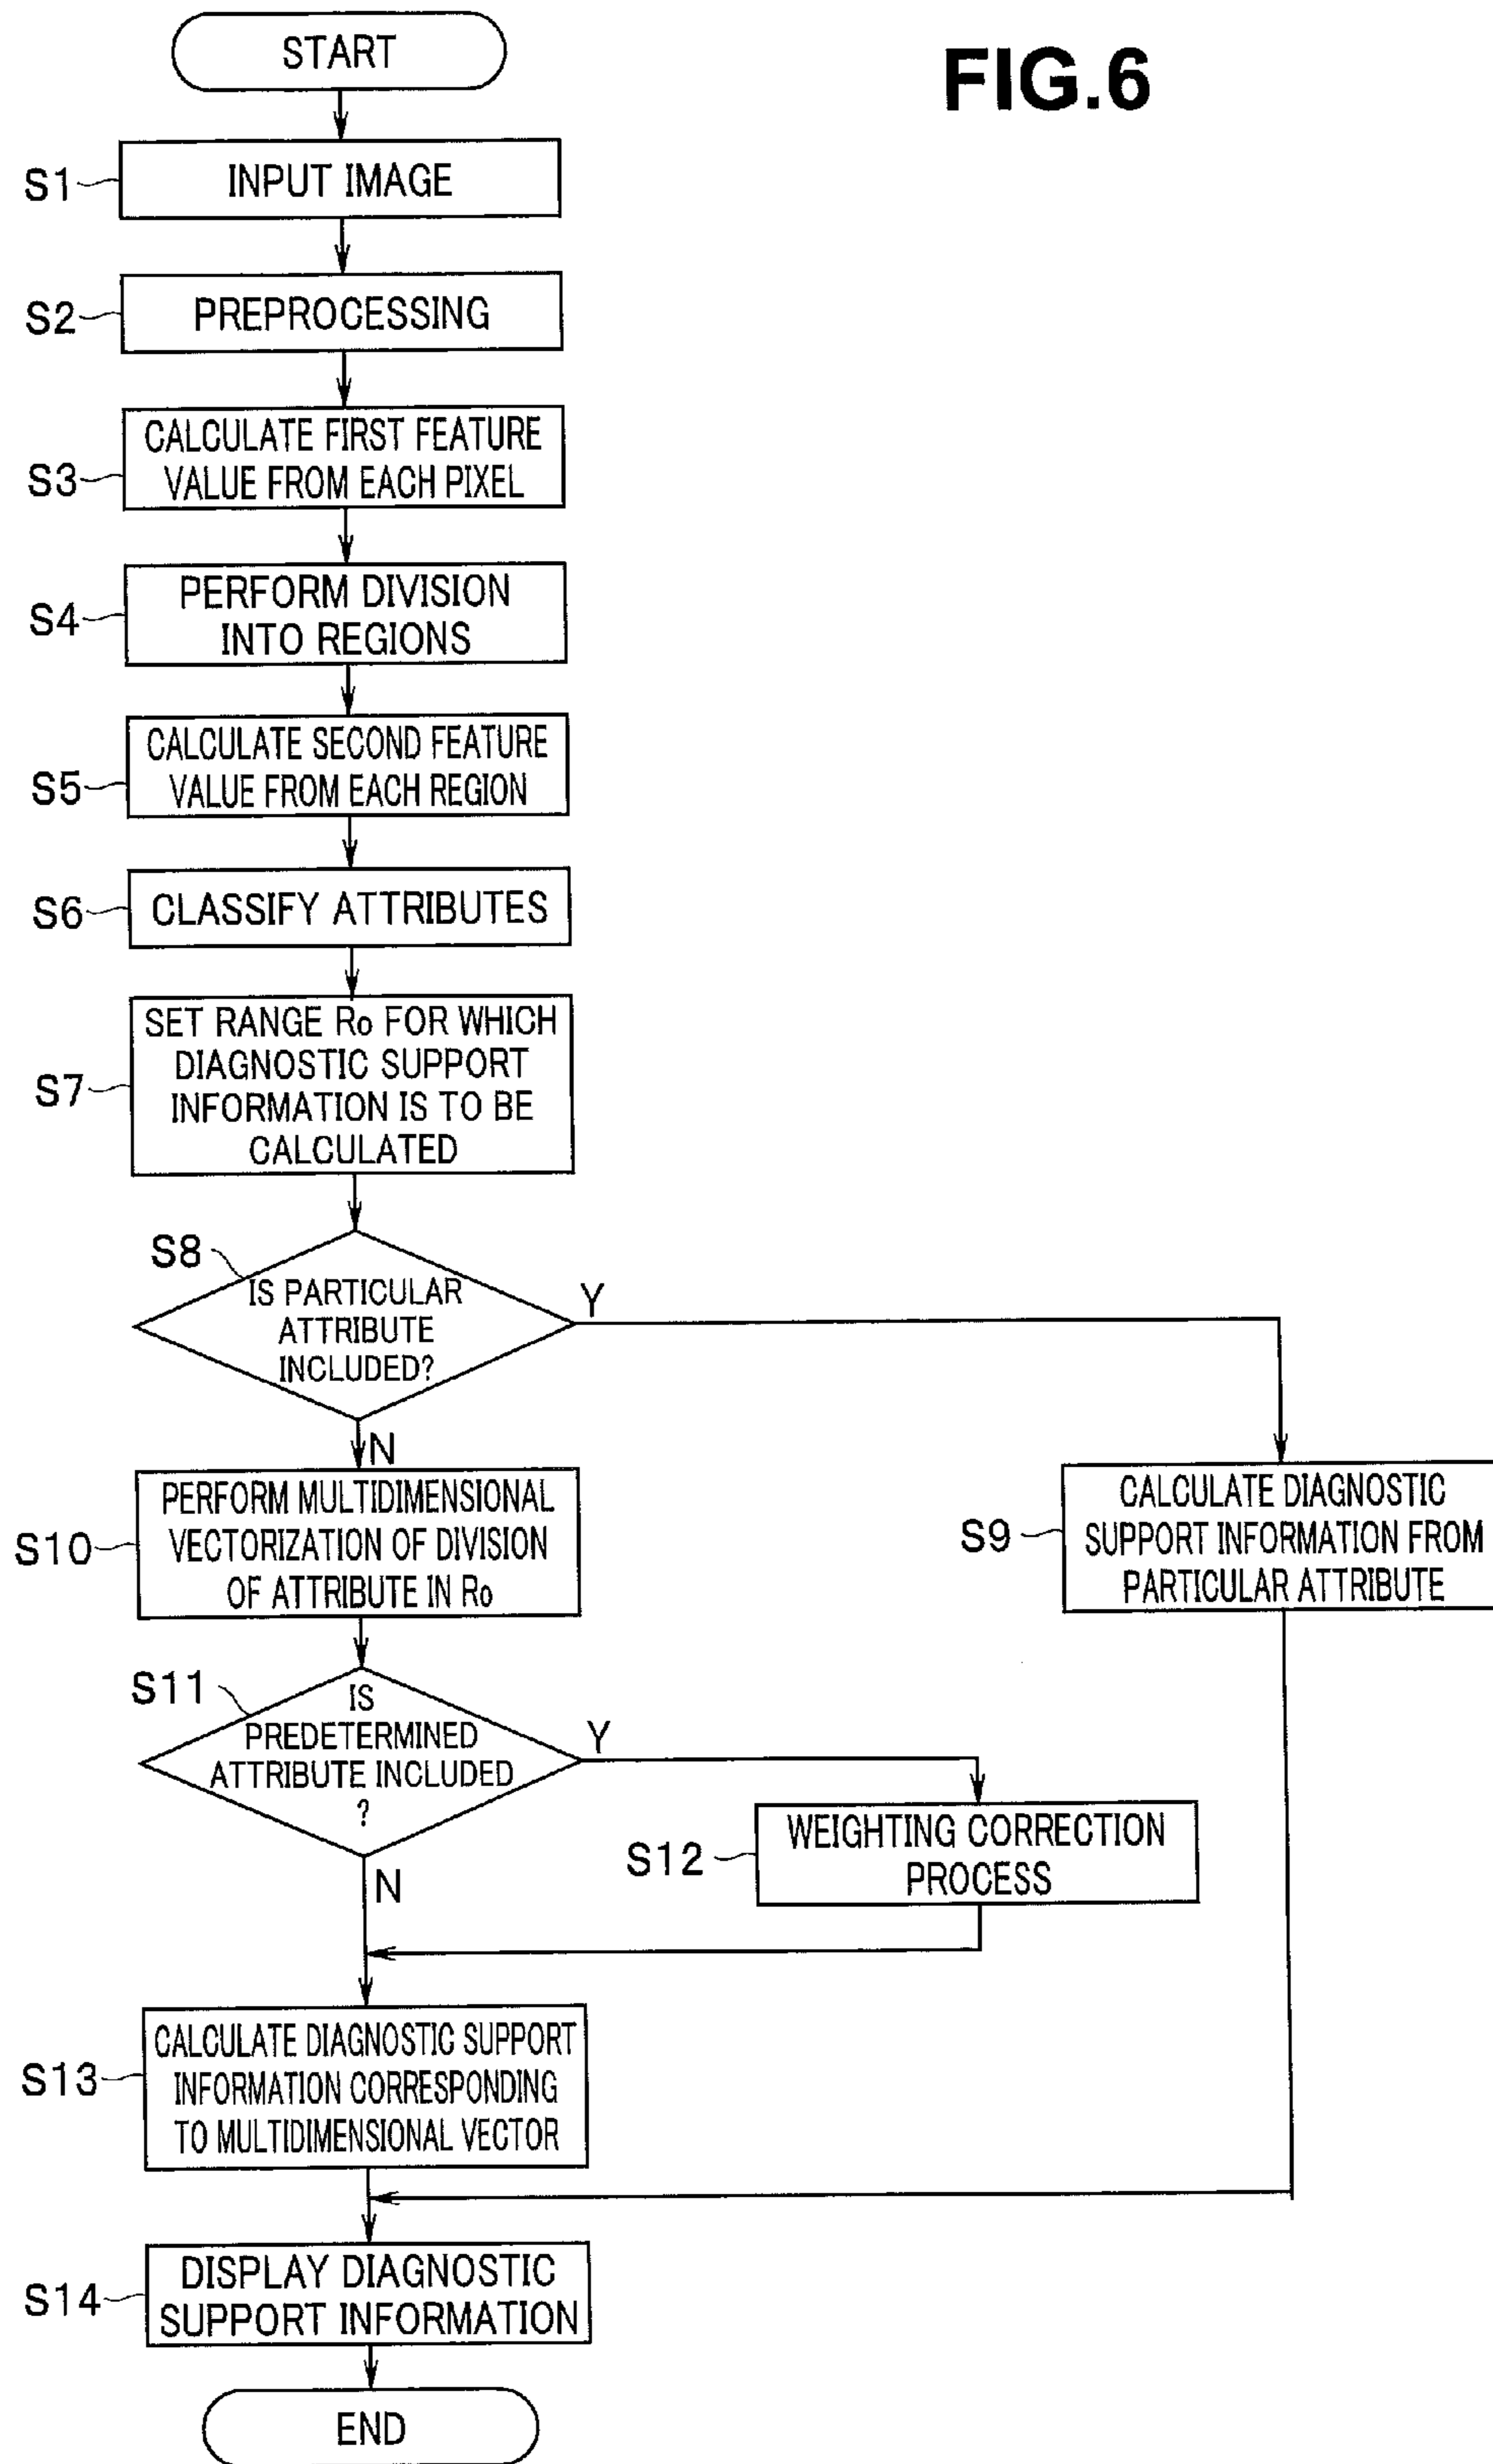 FIG.6
START
S1
INPUT IMAGE
S2
PREPROCESSING
S3
CALCULATE FIRST FEATURE
VALUE FROM EACH PIXEL
S4
PERFORM DIVISION
INTO REGIONS
S5
CALCULATE SECOND FEATURE
VALUE FROM EACH REGION
S6
CLASSIFY ATTRIBUTES
S7
SET RANGE Ro FOR WHICH
DIAGNOSTIC SUPPORT
INFORMATION IS TO BE
CALCULATED
S8
IS PARTICULAR
ATTRIBUTE
INCLUDED?
Y
N
S9
CALCULATE DIAGNOSTIC
SUPPORT INFORMATION FROM
PARTICULAR ATTRIBUTE
S10
PERFORM MULTIDIMENSIONAL
VECTORIZATION OF DIVISION
OF ATTRIBUTE IN Ro
S11
IS
PREDETERMINED
ATTRIBUTE INCLUDED
?
Y
N
S12
WEIGHTING CORRECTION
PROCESS
S13
CALCULATE DIAGNOSTIC SUPPORT
INFORMATION CORRESPONDING
TO MULTIDIMENSIONAL VECTOR
S14
DISPLAY DIAGNOSTIC
SUPPORT INFORMATION
END